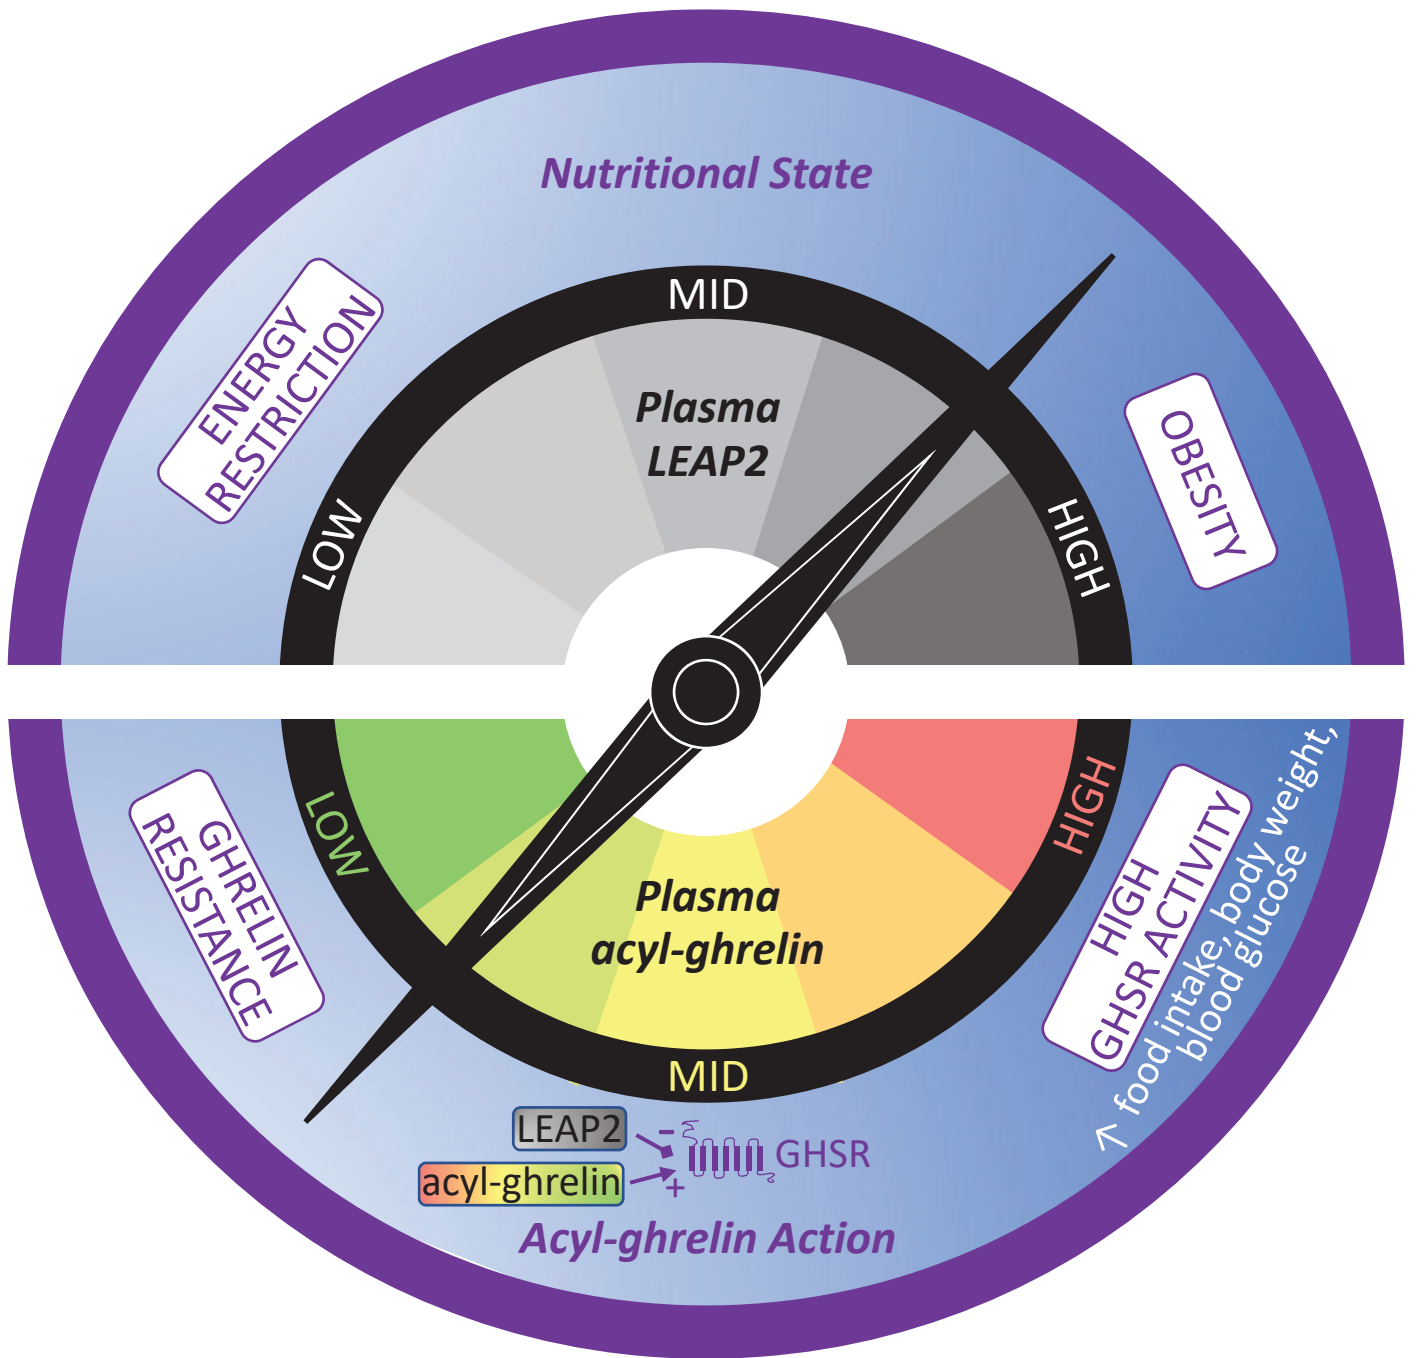 Nutritional State
MID
ENERGY
RESTRICTION
Plasma
LEAP2
OBESITY
LOW
HIGH
LOW
HIGH
GHRELIN
RESISTANCE
Plasma
acyl-ghrelin
HIGH
GHSR ACTIVITY
↑ food intake, body weight,
blood glucose
MID
LEAP2
−
GHSR
acyl-ghrelin
+
Acyl-ghrelin Action